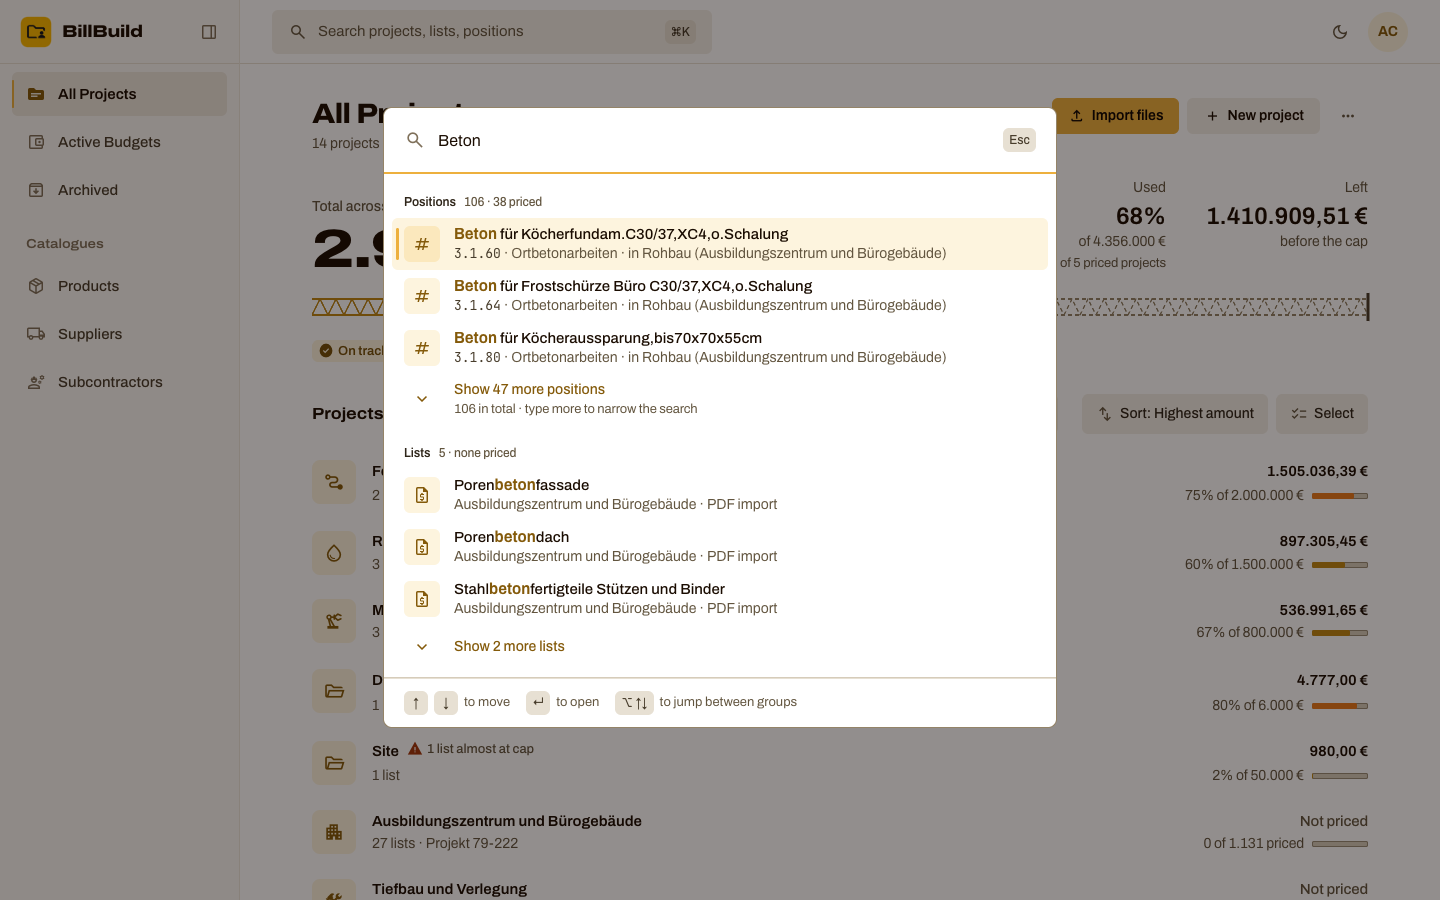 BillBuild
Search projects, lists, positions
⌘K
AC
All Projects
Active Budgets
Archived
Catalogues
Products
Suppliers
Subcontractors
14 projects
Import files
New project
Used
Left
68%
1.410.909,51 €
of 4.356.000 €
before the cap
of 5 priced projects
Beton
Esc
Positions 106 · 38 priced
Beton für Köcherfundam.C30/37,XC4,o.Schalung
3.1.60 · Ortbetonarbeiten · in Rohbau (Ausbildungszentrum und Bürogebäude)
Beton für Frostschürze Büro C30/37,XC4,o.Schalung
3.1.64 · Ortbetonarbeiten · in Rohbau (Ausbildungszentrum und Bürogebäude)
Beton für Köcheraussparung,bis70x70x55cm
3.1.80 · Ortbetonarbeiten · in Rohbau (Ausbildungszentrum und Bürogebäude)
Show 47 more positions
106 in total · type more to narrow the search
Lists 5 · none priced
Porenbetonfassade
Ausbildungszentrum und Bürogebäude · PDF import
Porenbetondach
Ausbildungszentrum und Bürogebäude · PDF import
Stahlbetonfertigteile Stützen und Binder
Ausbildungszentrum und Bürogebäude · PDF import
Show 2 more lists
↑ ↓ to move ↵ to open ⌥↑↓ to jump between groups
Projects
Sort: Highest amount
Select
1.505.036,39 €
75% of 2.000.000 €
897.305,45 €
60% of 1.500.000 €
536.991,65 €
67% of 800.000 €
4.777,00 €
80% of 6.000 €
Site 1 list almost at cap
980,00 €
1 list
2% of 50.000 €
Ausbildungszentrum und Bürogebäude
Not priced
27 lists · Projekt 79-222
0 of 1.131 priced
Tiefbau und Verlegung
Not priced